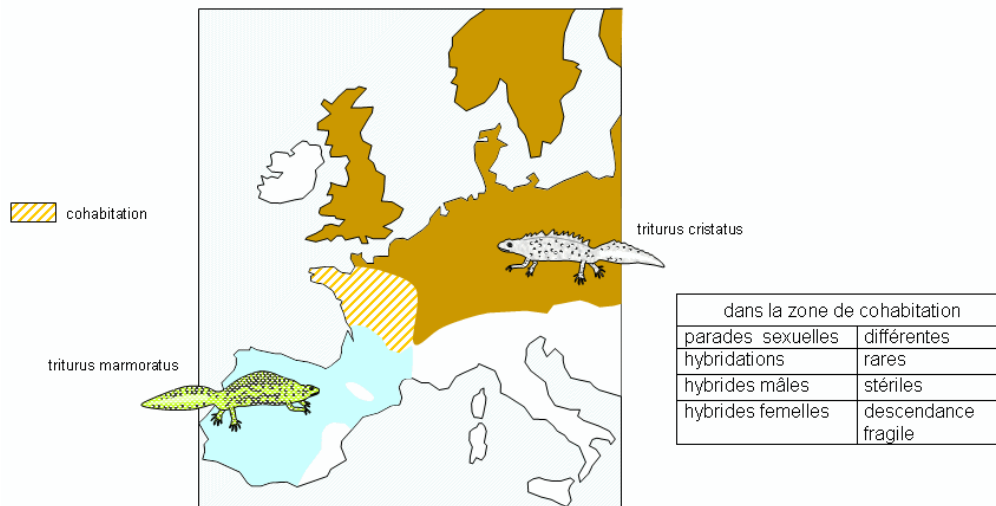 cohabitation
triturus cristatus
triturus marmoratus
dans la zone de cohabitation
parades sexuelles différentes
hybridations rares
hybrides mâles stériles
hybrides femelles descendance
fragile